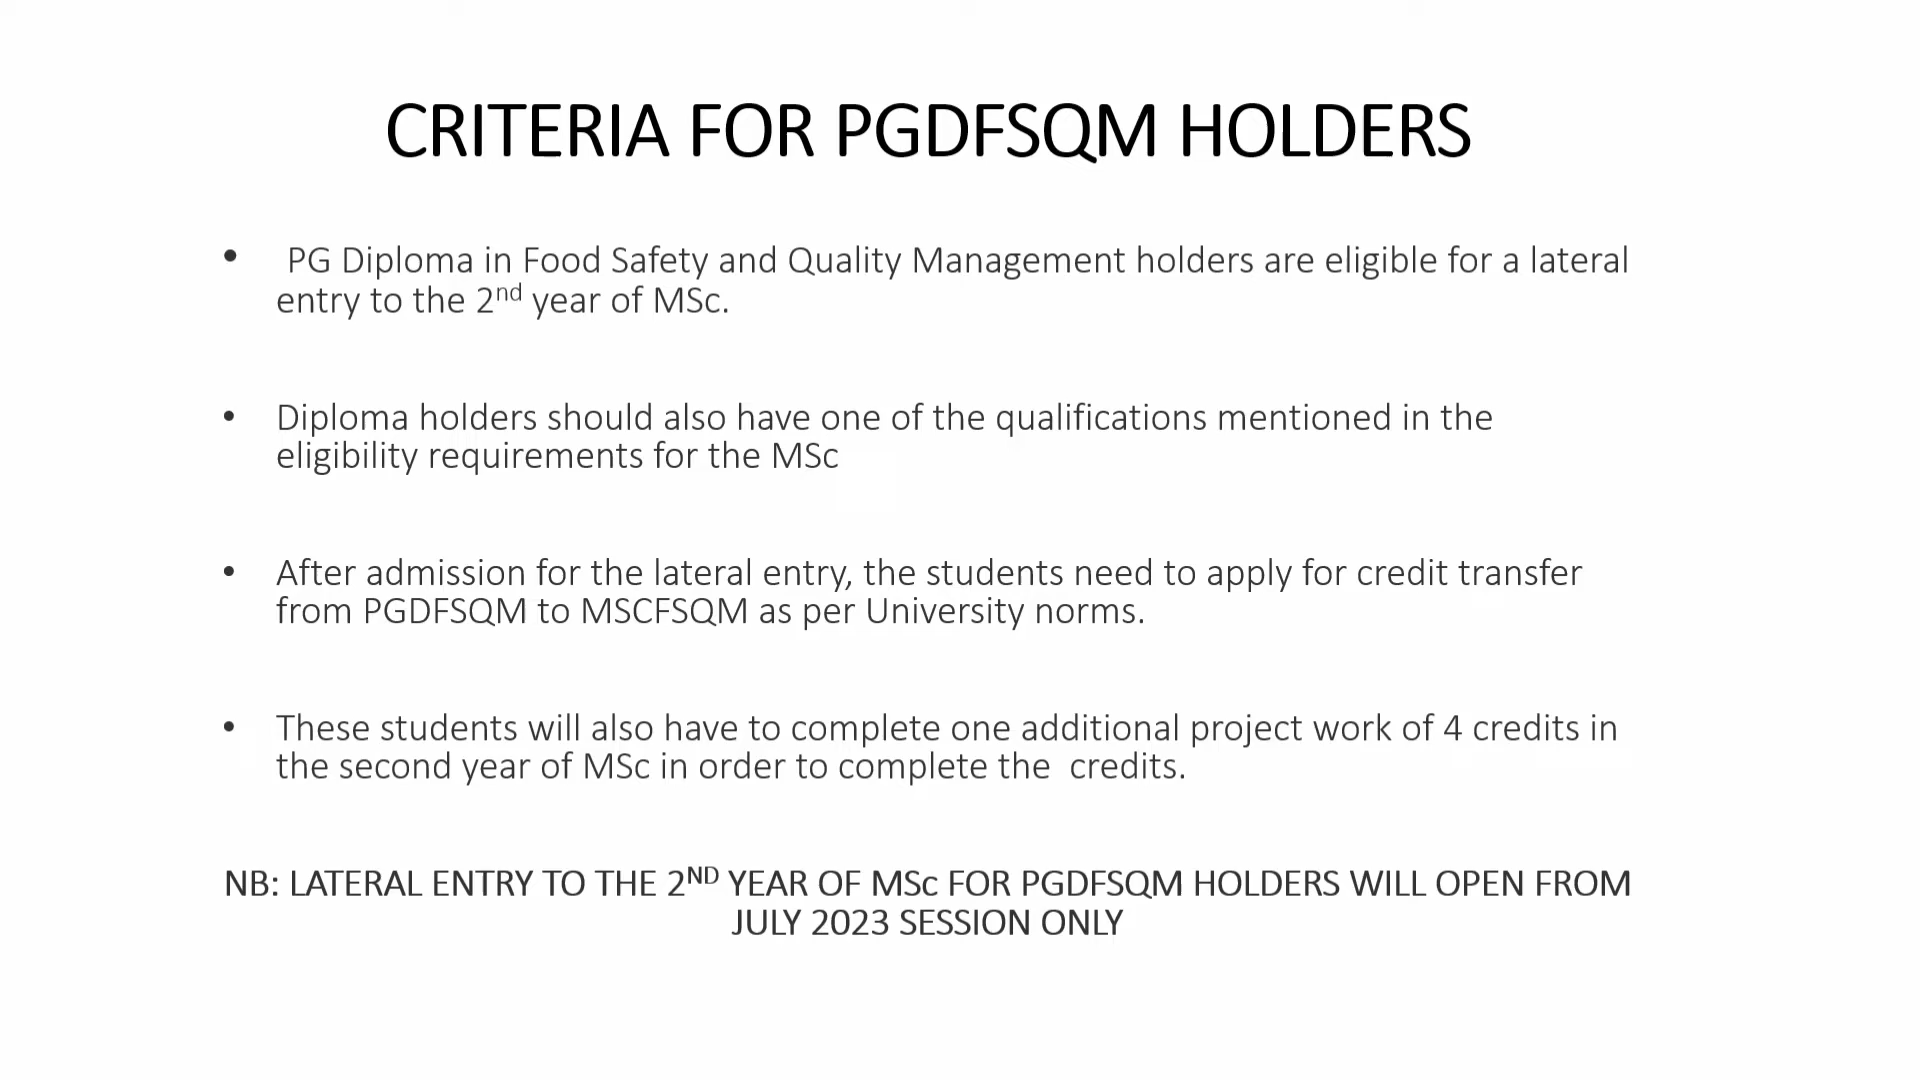 CRITERIA FOR PGDFSQM HOLDERS
• PG Diploma in Food Safety and Quality Management holders are eligible for a lateral
entry to the 2nd year of MSc.
• Diploma holders should also have one of the qualifications mentioned in the
eligibility requirements for the MSc
• After admission for the lateral entry, the students need to apply for credit transfer
from PGDFSQM to MSCFSQM as per University norms.
• These students will also have to complete one additional project work of 4 credits in
the second year of MSc in order to complete the  credits.
NB: LATERAL ENTRY TO THE 2ND YEAR OF MSc FOR PGDFSQM HOLDERS WILL OPEN FROM
JULY 2023 SESSION ONLY